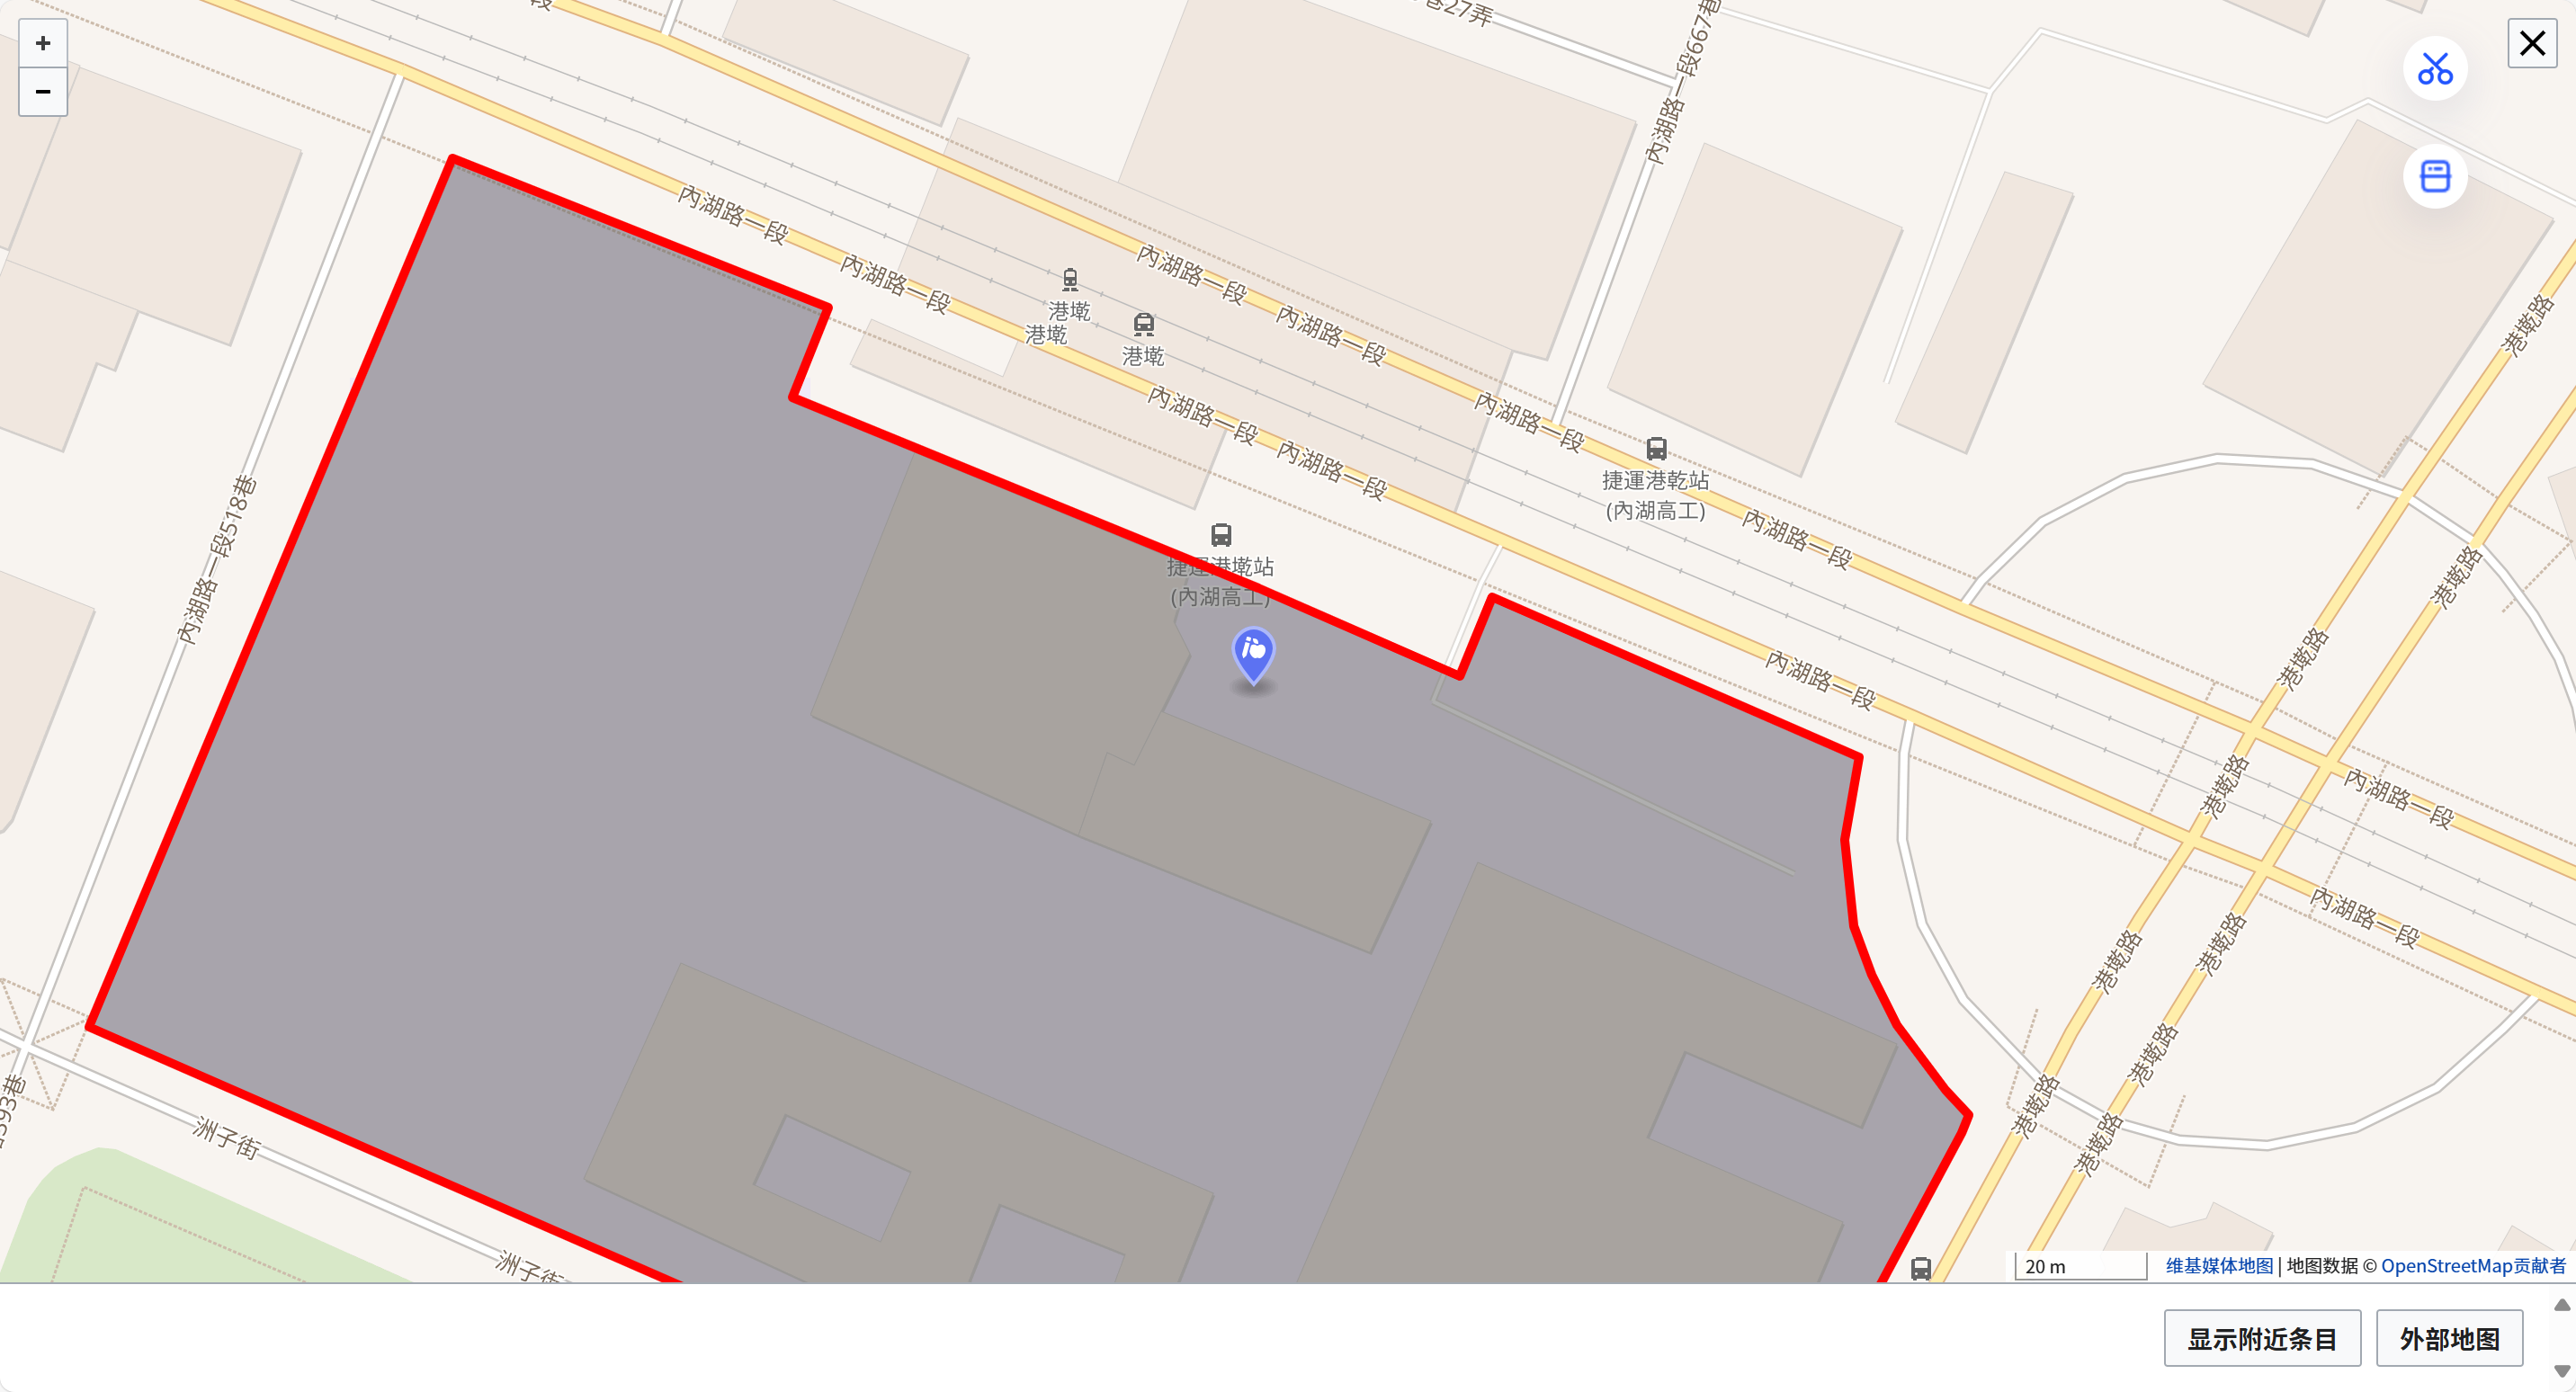 +
−
巷27弄
內湖路一段667巷
內湖路一段
內湖路一段
內湖路一段
內湖路一段
港墘
港墘
港墘
內湖路一段
內湖路一段
內湖路一段
捷運港乾站
(內湖高工)
內湖路一段
捷運港墘站
(內湖高工)
港墘路
港墘路
港墘路
港墘路
內湖路一段518巷
內湖路一段
內湖路一段
內湖路一段
港墘路
港墘路
港墘路
港墘路
港墘路
593巷
洲子街
洲子街
20 m
维基媒体地图 | 地图数据 © OpenStreetMap贡献者
显示附近条目
外部地图